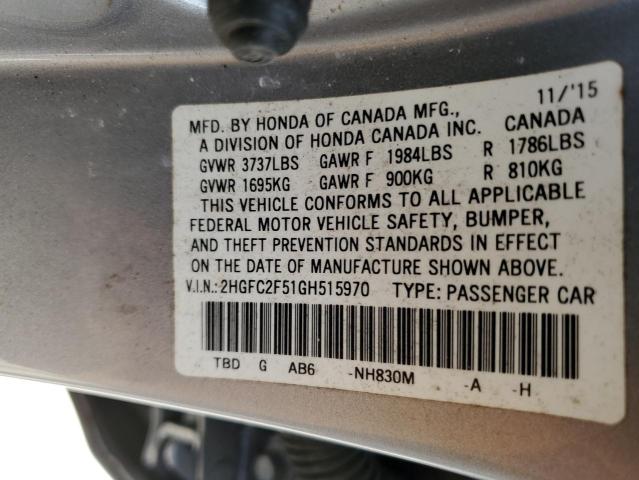 11/'15
MFD. BY HONDA OF CANADA MFG.,
A DIVISION OF HONDA CANADA INC. CANADA
GVWR 3737LBS GAWR F 1984LBS R 1786LBS
GVWR 1695KG GAWR F 900KG R 810KG
THIS VEHICLE CONFORMS TO ALL APPLICABLE
FEDERAL MOTOR VEHICLE SAFETY, BUMPER,
AND THEFT PREVENTION STANDARDS IN EFFECT
ON THE DATE OF MANUFACTURE SHOWN ABOVE.
V.I.N.: 2HGFC2F51GH515970 TYPE: PASSENGER CAR
TBD G AB6 -NH830M -A -H